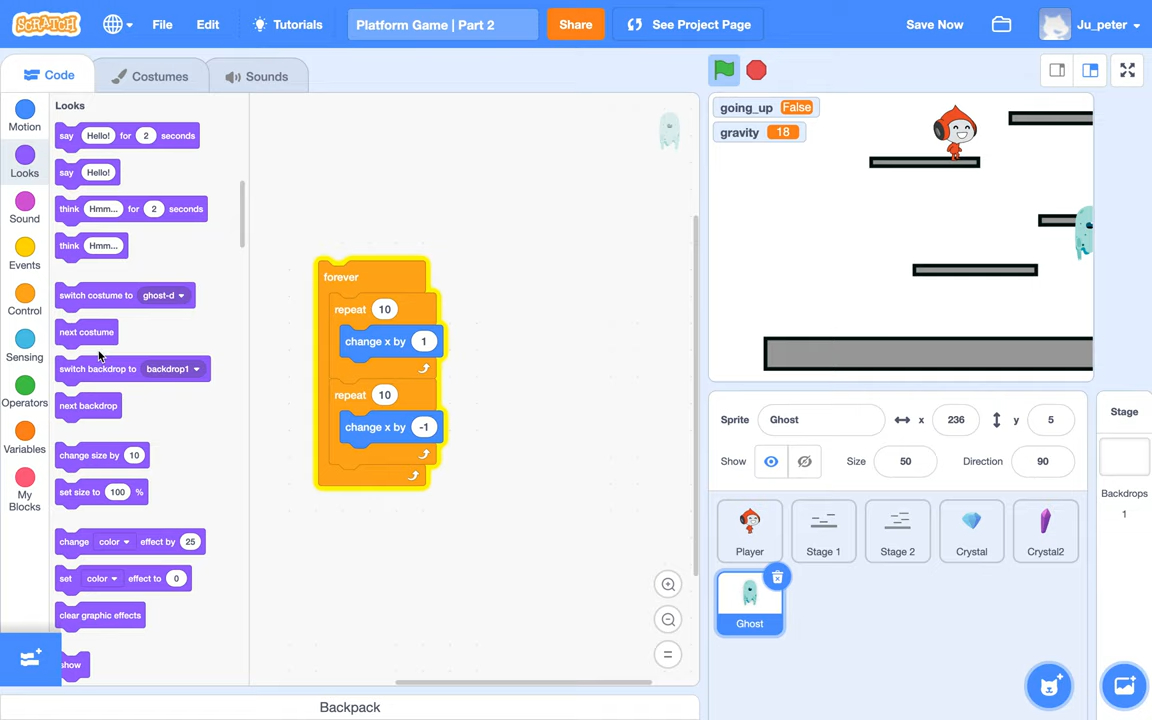 SCRATCH File Edit Tutorials Platform Game | Part 2 Share See Project Page Save Now Ju_peter
Code Costumes Sounds
Motion
Looks
Sound
Events
Control
Sensing
Operators
Variables
My
Blocks
Looks
say Hello! for 2 seconds
say Hello!
think Hmm... for 2 seconds
think Hmm...
switch costume to ghost-d
next costume
switch backdrop to backdrop1
next backdrop
change size by 10
set size to 100 %
change color effect by 25
set color effect to 0
clear graphic effects
show
forever
repeat 10
change x by 1
repeat 10
change x by -1
Backpack
going_up False
gravity 18
Sprite Ghost x 236 y 5
Show Size 50 Direction 90
Player Stage 1 Stage 2 Crystal Crystal2
Ghost
Stage
Backdrops
1